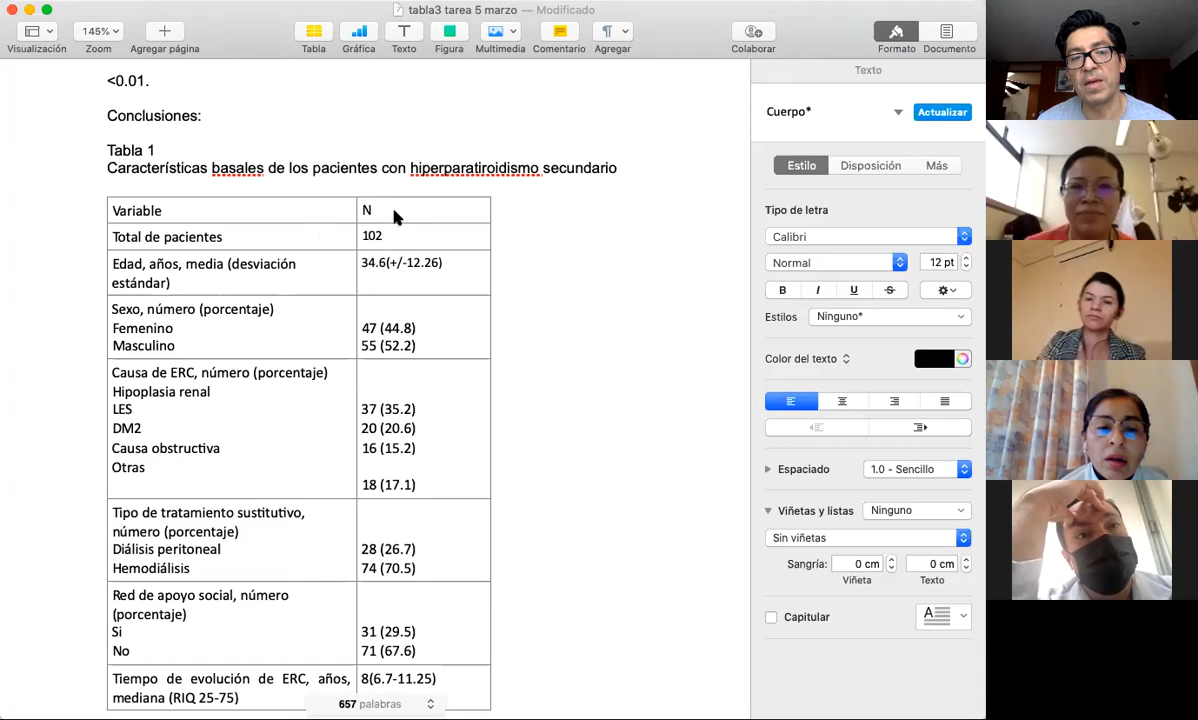 tabla3 tarea 5 marzo — Modificado
145%
Visualización
Zoom
Agregar página
Tabla
Gráfica
Texto
Figura
Multimedia
Comentario
Agregar
Colaborar
Formato
Documento
Texto
<0.01.
Conclusiones:
Tabla 1
Características basales de los pacientes con hiperparatiroidismo secundario
Variable N
Total de pacientes 102
Edad, años, media (desviación 34.6(+/-12.26)
estándar)
Sexo, número (porcentaje)
Femenino 47 (44.8)
Masculino 55 (52.2)
Causa de ERC, número (porcentaje)
Hipoplasia renal
LES 37 (35.2)
DM2 20 (20.6)
Causa obstructiva 16 (15.2)
Otras
18 (17.1)
Tipo de tratamiento sustitutivo,
número (porcentaje)
Diálisis peritoneal 28 (26.7)
Hemodiálisis 74 (70.5)
Red de apoyo social, número
(porcentaje)
Si 31 (29.5)
No 71 (67.6)
Tiempo de evolución de ERC, años, 8(6.7-11.25)
mediana (RIQ 25-75)
657 palabras
Cuerpo*
Actualizar
Estilo Disposición Más
Tipo de letra
Calibri
Normal 12 pt
B I U S
Estilos Ninguno*
Color del texto
Espaciado 1.0 - Sencillo
Viñetas y listas Ninguno
Sin viñetas
Sangría: 0 cm 0 cm
Viñeta Texto
Capitular